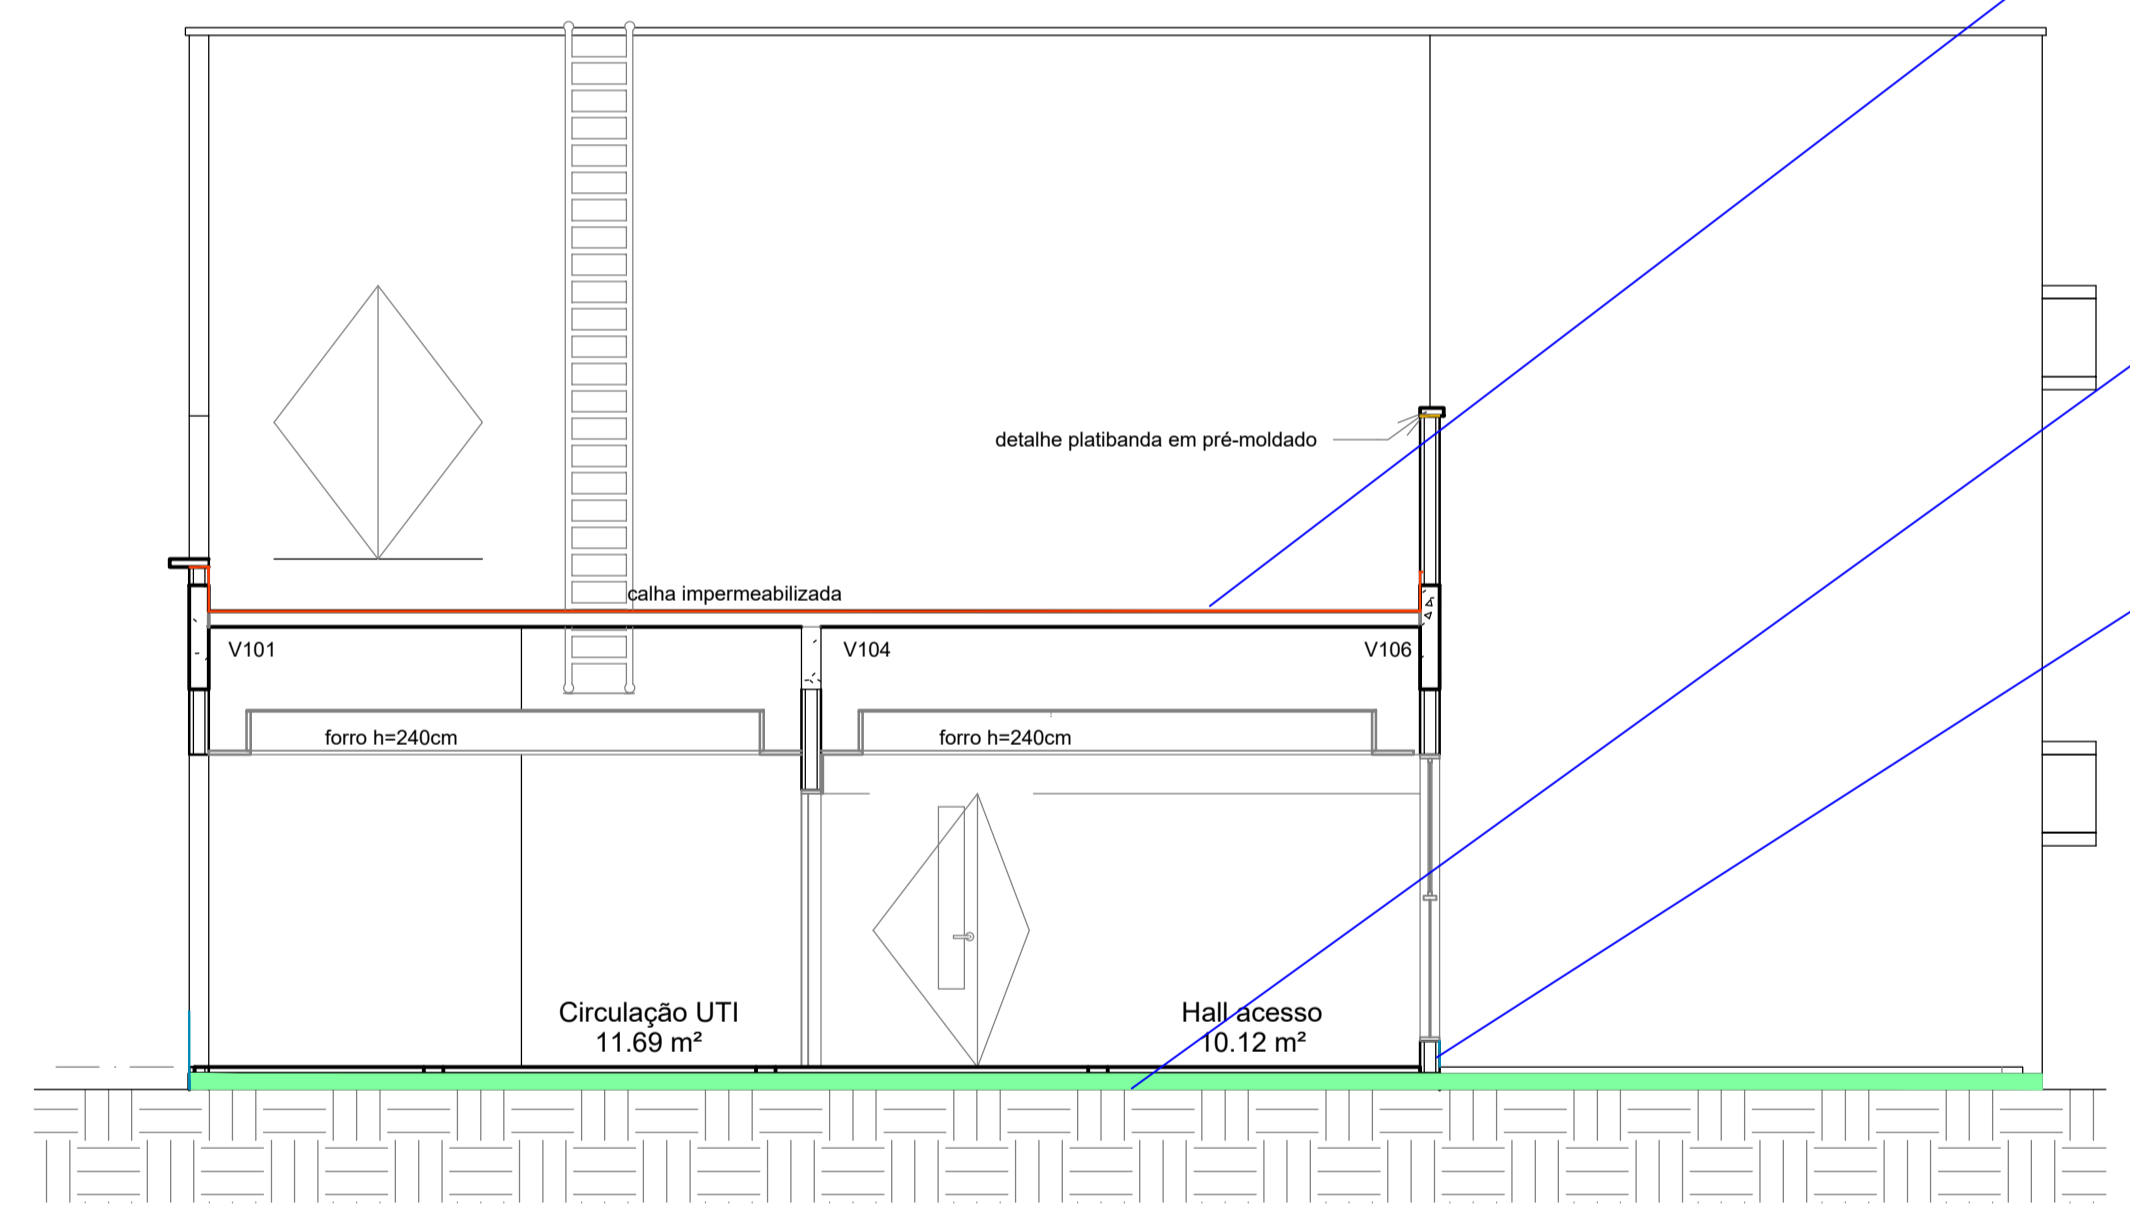 detalhe platibanda em pré-moldado
calha impermeabilizada
V101
V104
V106
forro h=240cm
forro h=240cm
Circulação UTI
11.69 m²
Hall acesso
10.12 m²